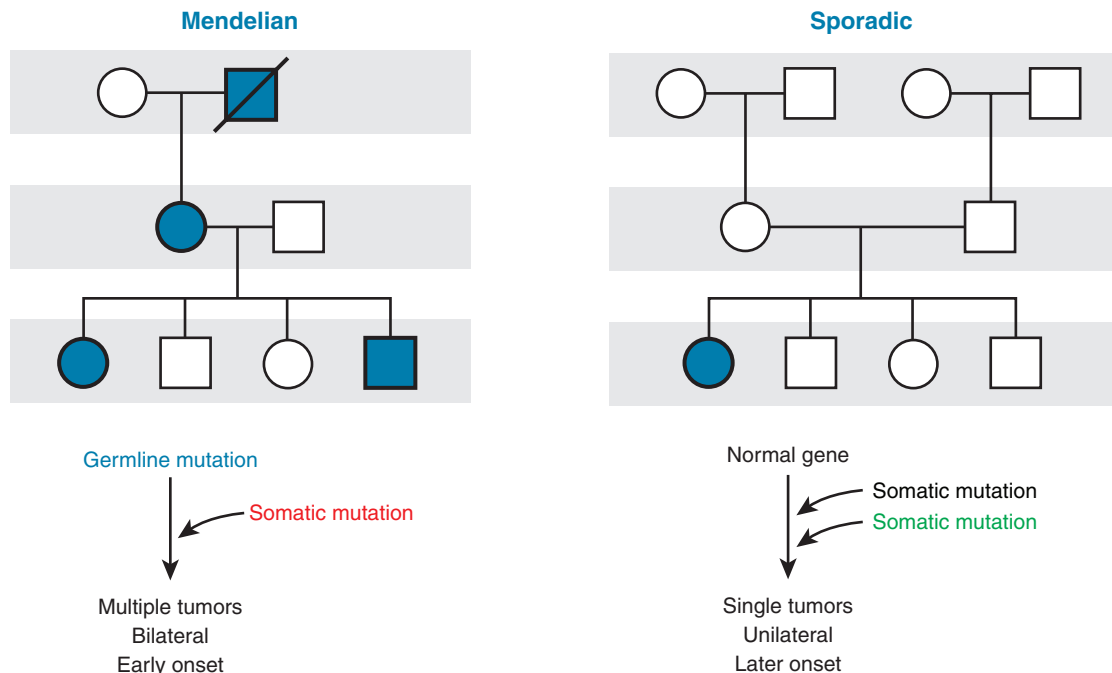 Mendelian
Germline mutation
Somatic mutation
Multiple tumors
Bilateral
Early onset
Sporadic
Normal gene
Somatic mutation
Somatic mutation
Single tumors
Unilateral
Later onset